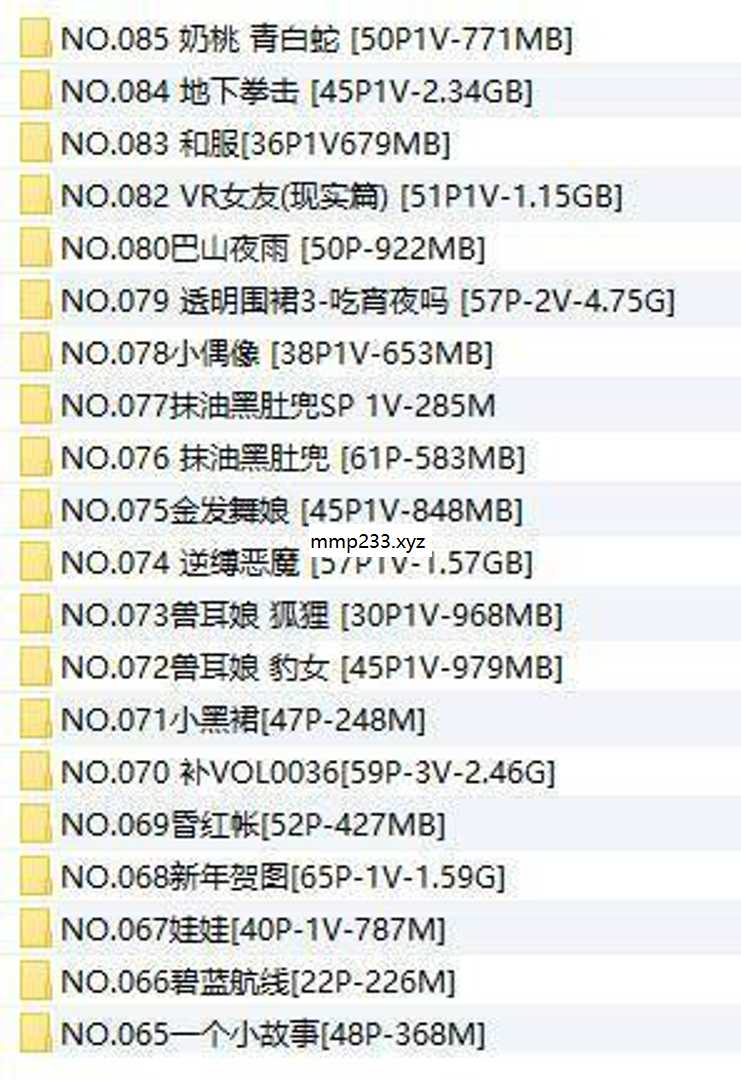 NO.085 奶桃 青白蛇 [50P1V-771MB]
NO.084 地下拳击 [45P1V-2.34GB]
NO.083 和服[36P1V679MB]
NO.082 VR女友(现实篇) [51P1V-1.15GB]
NO.080巴山夜雨 [50P-922MB]
NO.079 透明围裙3-吃宵夜吗 [57P-2V-4.75G]
NO.078小偶像 [38P1V-653MB]
NO.077抹油黑肚兜SP 1V-285M
NO.076 抹油黑肚兜 [61P-583MB]
NO.075金发舞娘 [45P1V-848MB]
mmp233.xyz
NO.074 逆缚恶魔 [57P1V-1.57GB]
NO.073兽耳娘 狐狸 [30P1V-968MB]
NO.072兽耳娘 豹女 [45P1V-979MB]
NO.071小黑裙[47P-248M]
NO.070 补VOL0036[59P-3V-2.46G]
NO.069昏红帐[52P-427MB]
NO.068新年贺图[65P-1V-1.59G]
NO.067娃娃[40P-1V-787M]
NO.066碧蓝航线[22P-226M]
NO.065一个小故事[48P-368M]